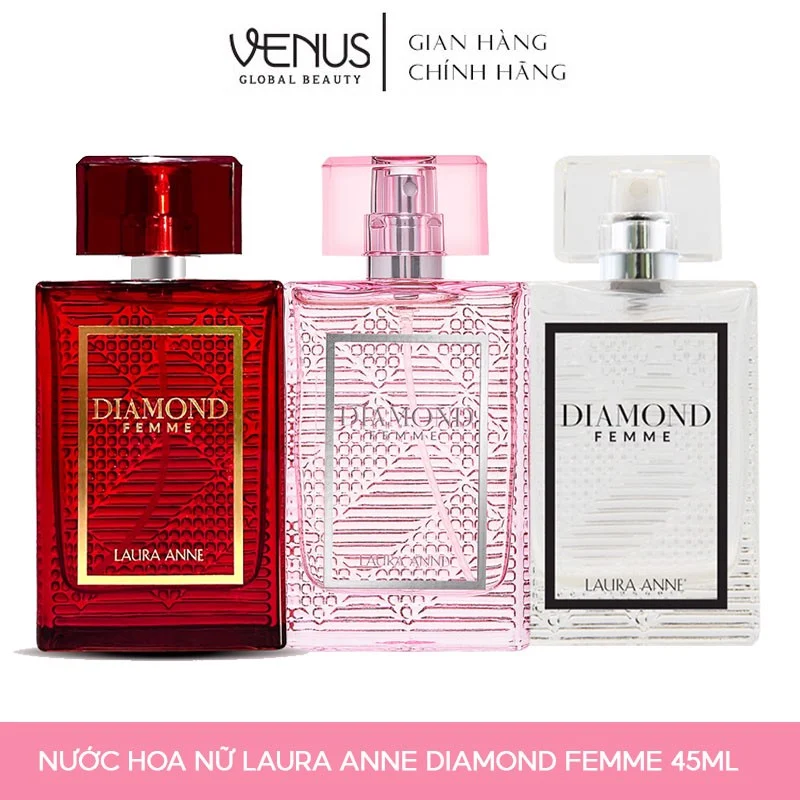 VENUS
GLOBAL BEAUTY
GIAN HÀNG
CHÍNH HÃNG
DIAMOND
FEMME
LAURA ANNE
DIAMOND
FEMME
LAURA ANNE
DIAMOND
FEMME
LAURA ANNE
NƯỚC HOA NỮ LAURA ANNE DIAMOND FEMME 45ML